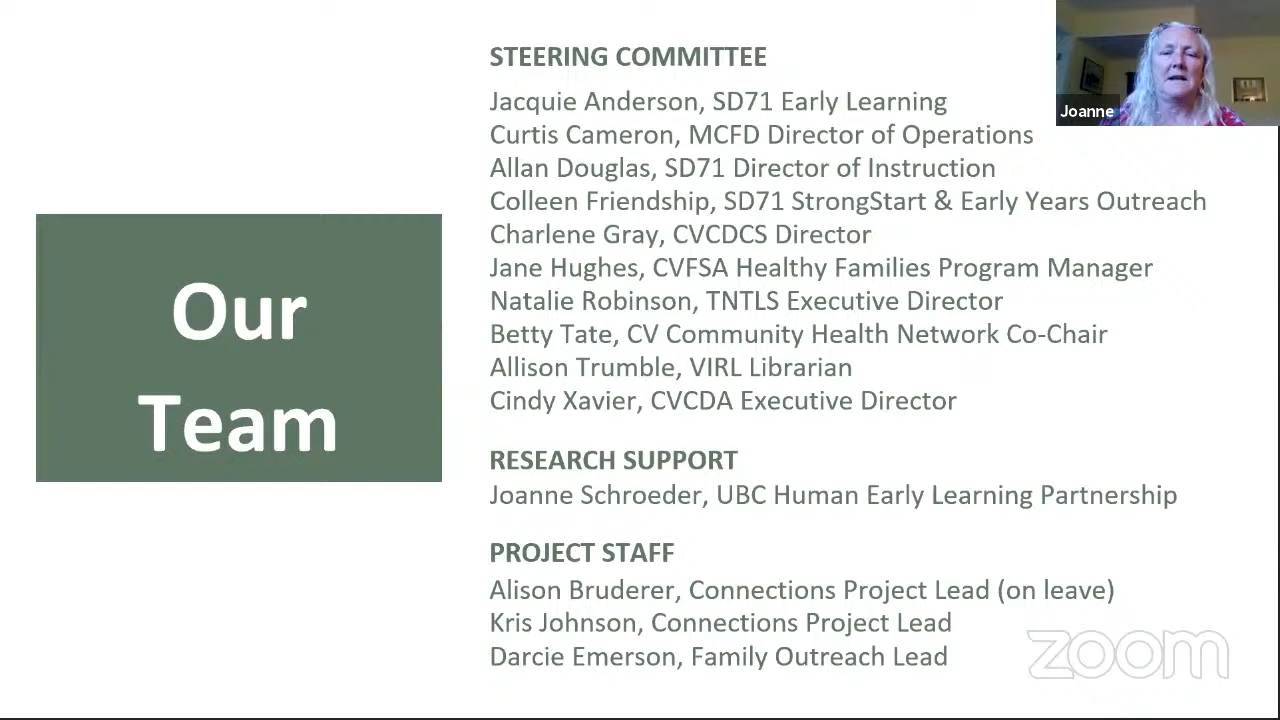 STEERING COMMITTEE
Jacquie Anderson, SD71 Early Learning
Curtis Cameron, MCFD Director of Operations
Allan Douglas, SD71 Director of Instruction
Colleen Friendship, SD71 StrongStart & Early Years Outreach
Charlene Gray, CVCDCS Director
Jane Hughes, CVFSA Healthy Families Program Manager
Natalie Robinson, TNTLS Executive Director
Betty Tate, CV Community Health Network Co-Chair
Allison Trumble, VIRL Librarian
Cindy Xavier, CVCDA Executive Director
RESEARCH SUPPORT
Joanne Schroeder, UBC Human Early Learning Partnership
PROJECT STAFF
Alison Bruderer, Connections Project Lead (on leave)
Kris Johnson, Connections Project Lead
Darcie Emerson, Family Outreach Lead
Our
Team
Joanne
zoom